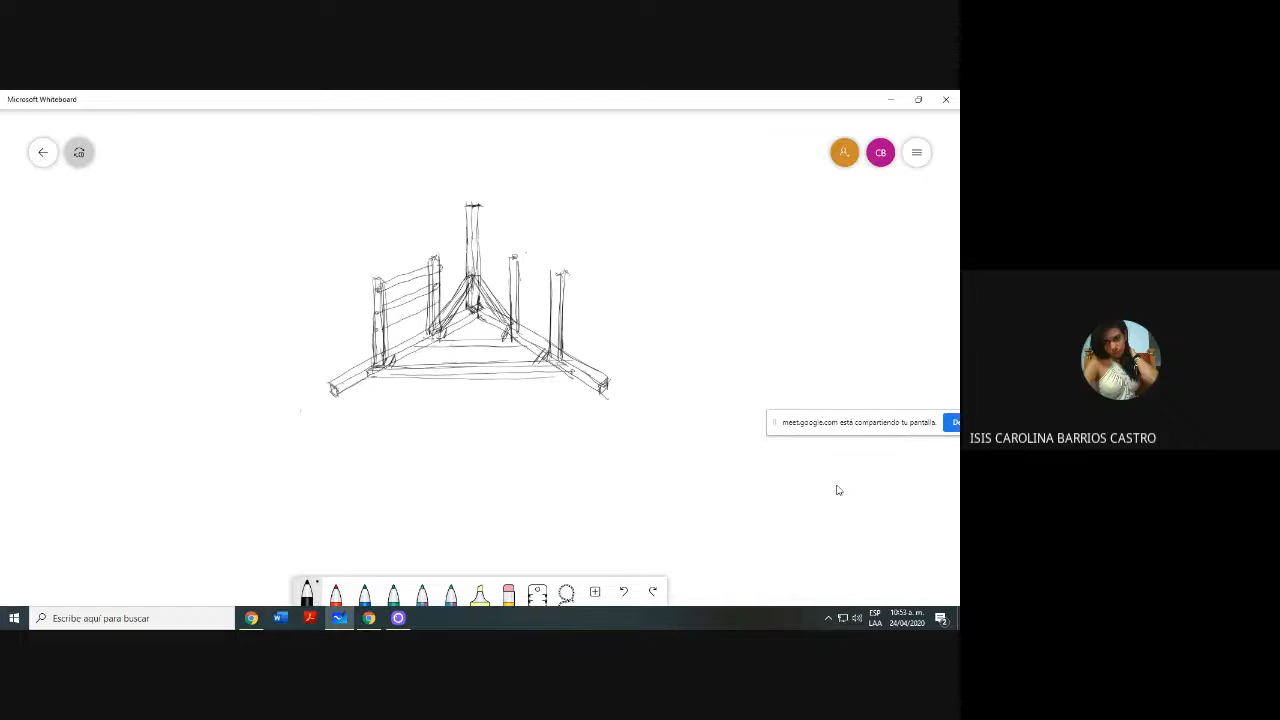 Microsoft Whiteboard
CB
meet.google.com está compartiendo tu pantalla.
ISIS CAROLINA BARRIOS CASTRO
Escribe aquí para buscar
ESP
LAA
10:53 a. m.
24/04/2020
2